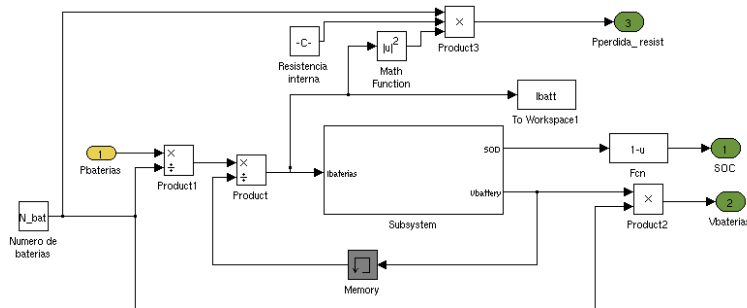 ×
3
-C-
|u|²
Product3
Pperdida_resist
Resistencia
interna
Math
Function
Ibatt
To Workspace1
1
×
÷
Pbaterias
Product1
×
÷
Product
Ibaterias
SOD
Vbattery
Subsystem
1-u
Fcn
1
SOC
N_bat
Numero de
baterias
×
Product2
2
Vbaterias
Memory